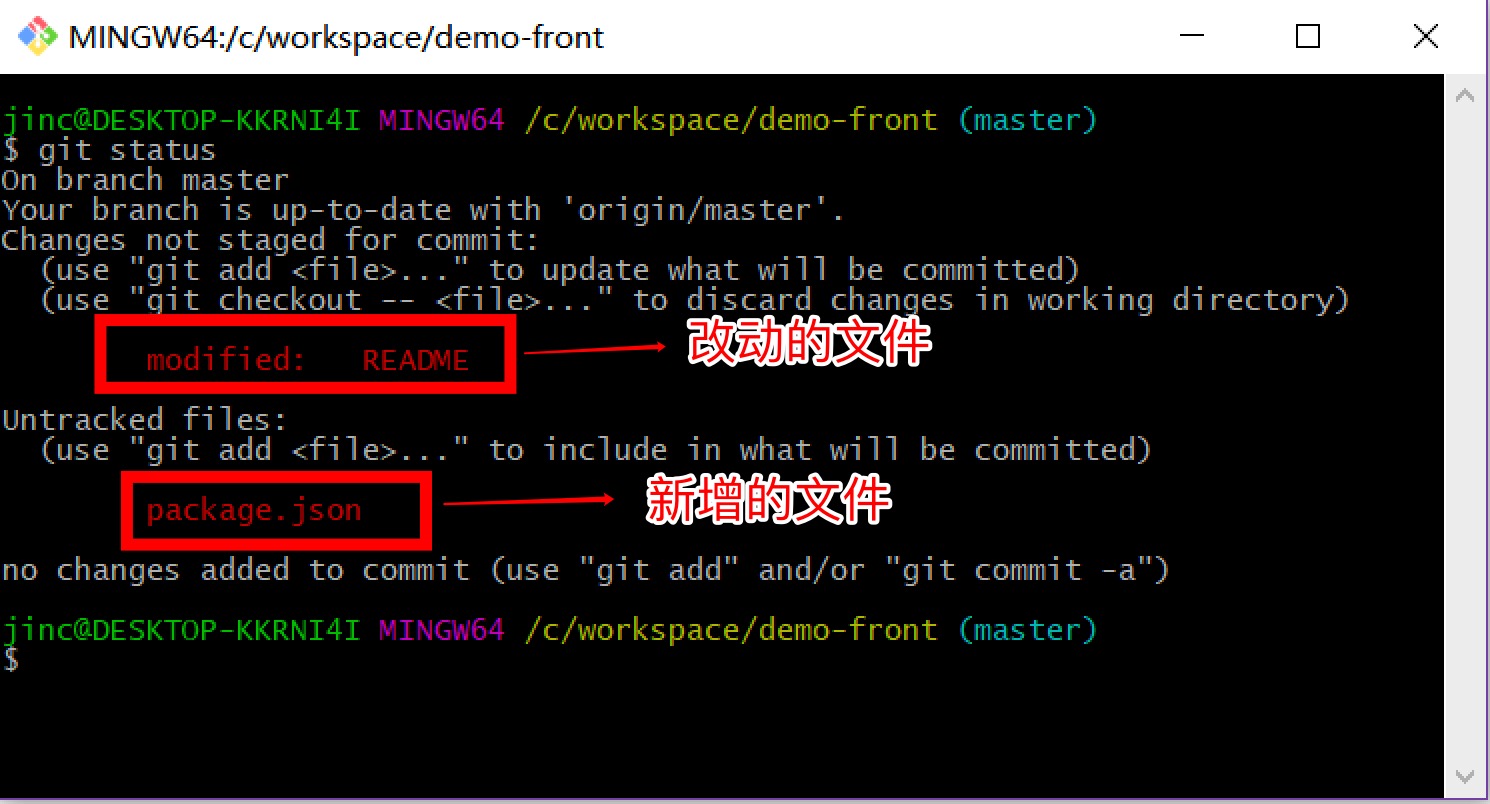 MINGW64:/c/workspace/demo-front
jinc@DESKTOP-KKRNI4I MINGW64 /c/workspace/demo-front (master)
$ git status
On branch master
Your branch is up-to-date with 'origin/master'.
Changes not staged for commit:
  (use "git add <file>..." to update what will be committed)
  (use "git checkout -- <file>..." to discard changes in working directory)
        modified:   README
改动的文件
Untracked files:
  (use "git add <file>..." to include in what will be committed)
        package.json
新增的文件
no changes added to commit (use "git add" and/or "git commit -a")
jinc@DESKTOP-KKRNI4I MINGW64 /c/workspace/demo-front (master)
$